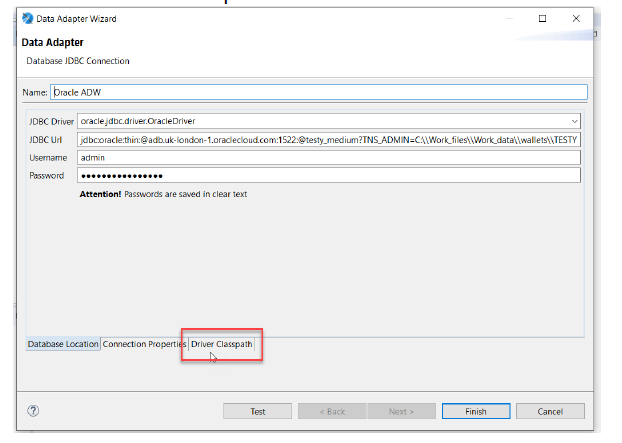 Data Adapter Wizard
Data Adapter
Database JDBC Connection
Name: Oracle ADW
JDBC Driver oracle.jdbc.driver.OracleDriver
JDBC Url jdbc:oracle:thin:@adb.uk-london-1.oraclecloud.com:1522:@testy_medium?TNS_ADMIN=C:\\Work_files\\Work_data\\wallets\\TESTY
Username admin
Password ●●●●●●●●●●●●●●●●
Attention! Passwords are saved in clear text
Database Location Connection Properties Driver Classpath
? Test < Back Next > Finish Cancel